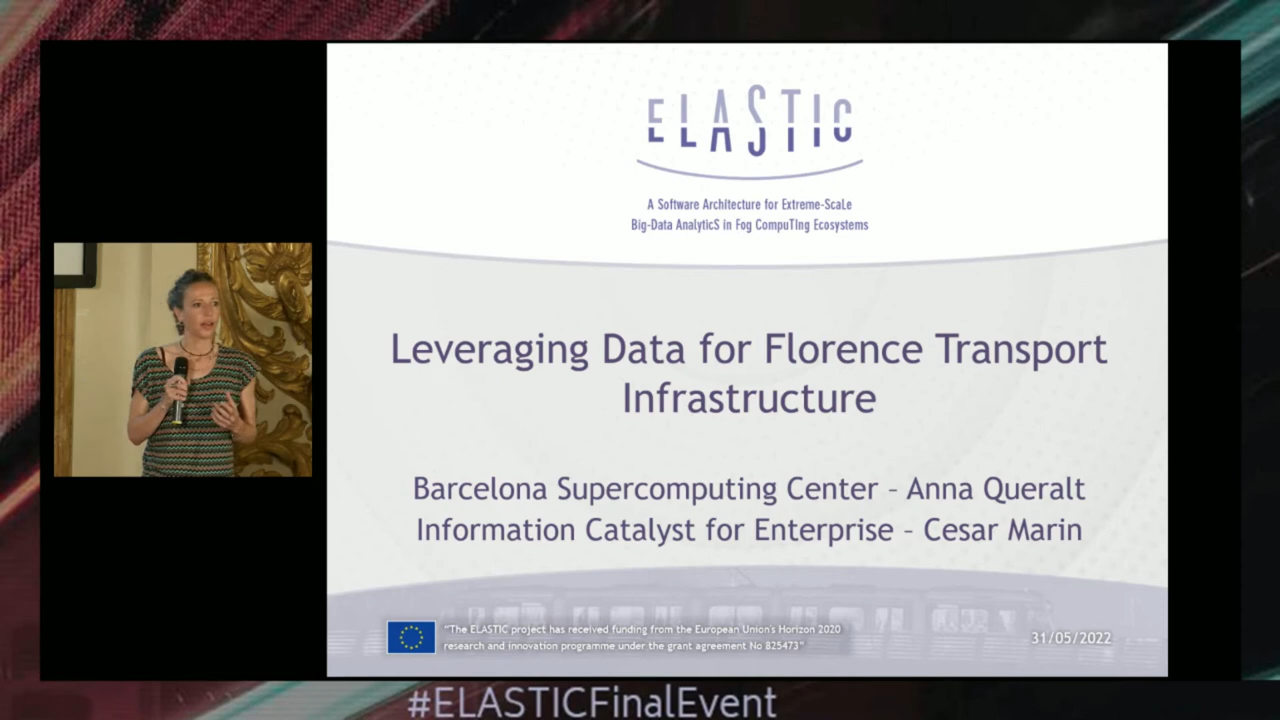 ELASTIC
A Software Architecture for Extreme-ScaLe
Big-Data AnalyticS in Fog CompuTIng Ecosystems
Leveraging Data for Florence Transport
Infrastructure
Barcelona Supercomputing Center – Anna Queralt
Information Catalyst for Enterprise – Cesar Marin
"The ELASTIC project has received funding from the European Union's Horizon 2020
research and innovation programme under the grant agreement No 825473"
31/05/2022
#ELASTICFinalEvent